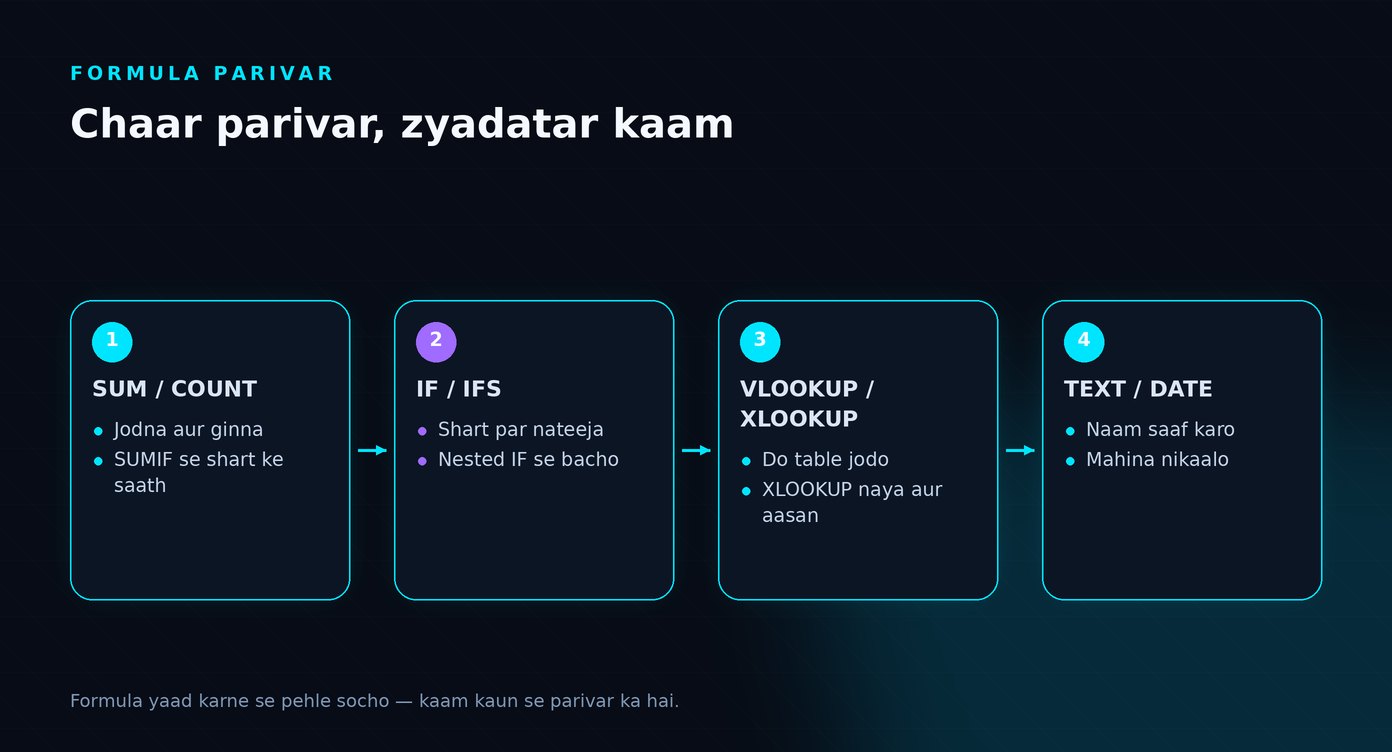 FORMULA PARIVAR
Chaar parivar, zyadatar kaam
1
SUM / COUNT
Jodna aur ginna
SUMIF se shart ke
saath
2
IF / IFS
Shart par nateeja
Nested IF se bacho
3
VLOOKUP /
XLOOKUP
Do table jodo
XLOOKUP naya aur
aasan
4
TEXT / DATE
Naam saaf karo
Mahina nikaalo
Formula yaad karne se pehle socho — kaam kaun se parivar ka hai.